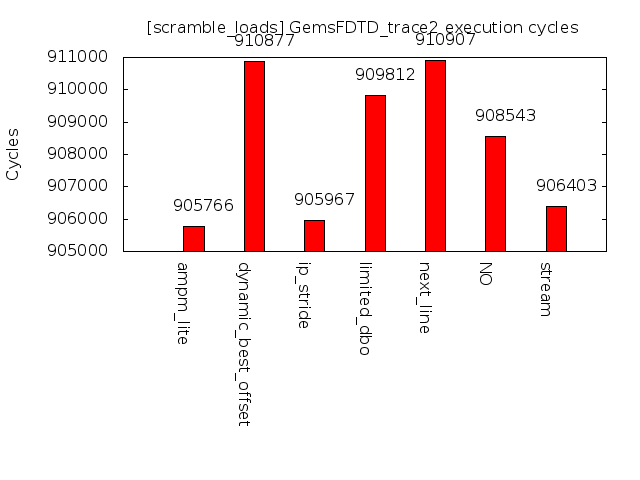 [scramble_loads] GemsFDTD_trace2 execution cycles
Cycles
911000
910000
909000
908000
907000
906000
905000
905766
910877
905967
909812
910907
908543
906403
ampm_lite
dynamic_best_offset
ip_stride
limited_dbo
next_line
NO
stream